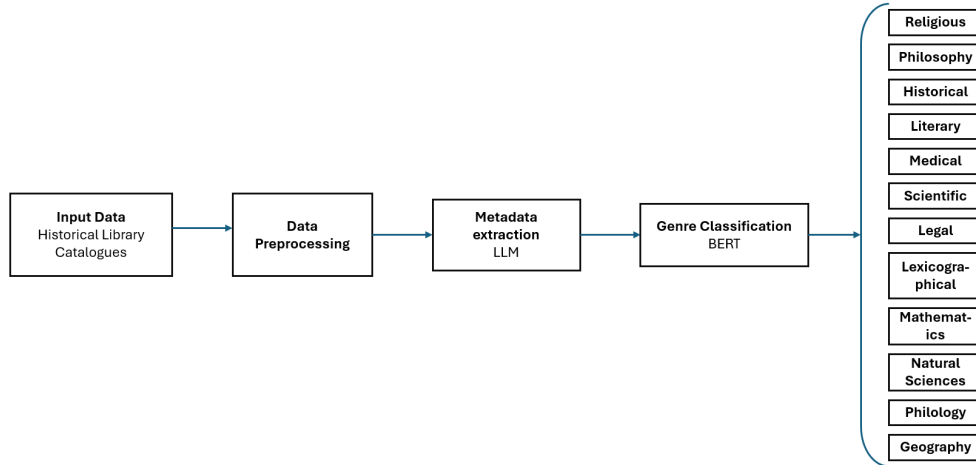 Input Data
Historical Library
Catalogues
Data
Preprocessing
Metadada
extraction
LLM
Genre Classification
BERT
Religious
Philosophy
Historical
Literary
Medical
Scientific
Legal
Lexicogra-
phical
Mathemat-
ics
Natural
Sciences
Philology
Geography